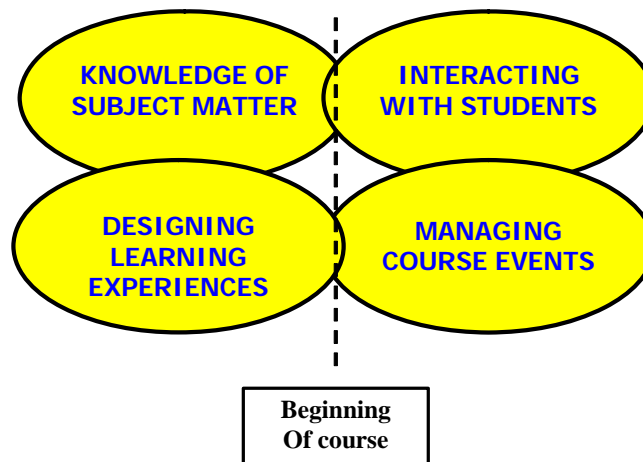 KNOWLEDGE OF
SUBJECT MATTER
INTERACTING
WITH STUDENTS
DESIGNING
LEARNING
EXPERIENCES
MANAGING
COURSE EVENTS
Beginning
Of course